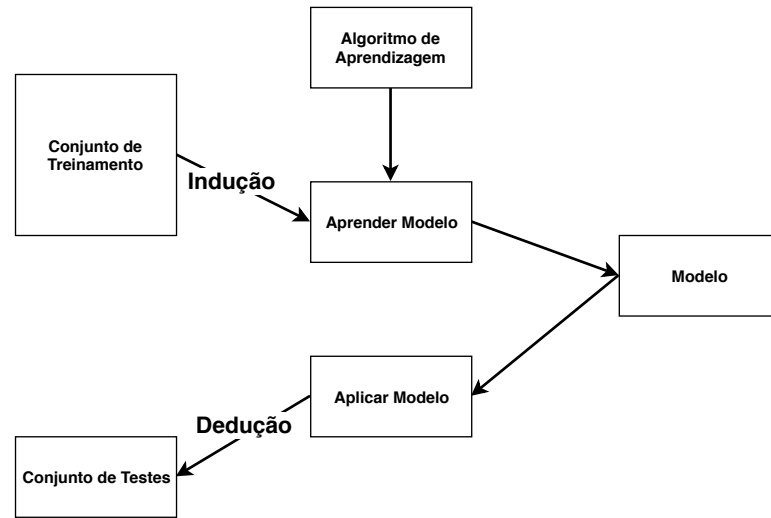 Algoritmo de
Aprendizagem
Conjunto de
Treinamento
Indução
Aprender Modelo
Modelo
Aplicar Modelo
Dedução
Conjunto de Testes